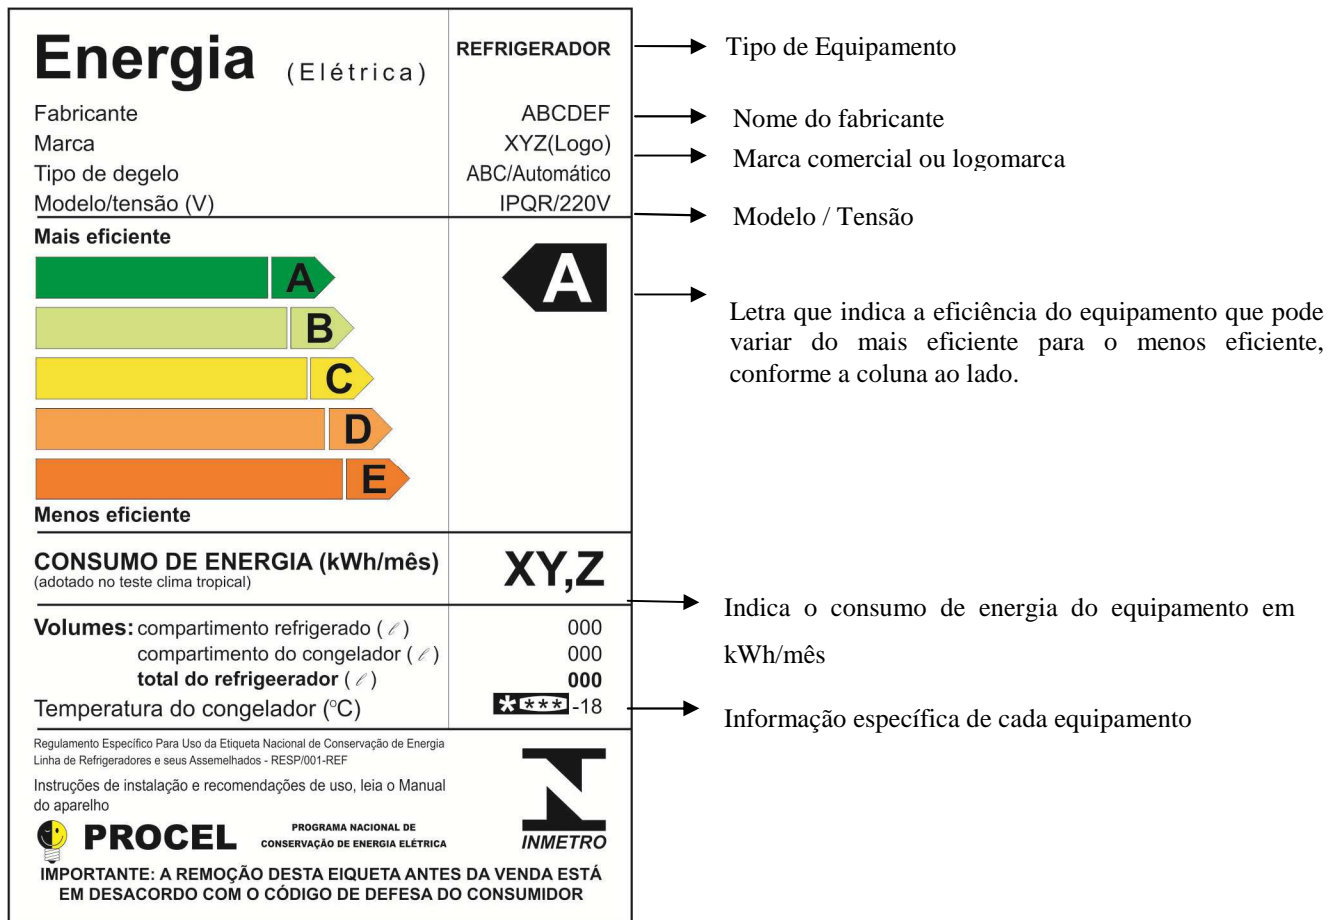 Energia (Elétrica)
REFRIGERADOR
Tipo de Equipamento
Fabricante ABCDEF
Nome do fabricante
Marca XYZ(Logo)
Marca comercial ou logomarca
Tipo de degelo ABC/Automático
Modelo/tensão (V) IPQR/220V
Modelo / Tensão
Mais eficiente
A
B
C
D
E
Menos eficiente
A
Letra que indica a eficiência do equipamento que pode
variar do mais eficiente para o menos eficiente,
conforme a coluna ao lado.
CONSUMO DE ENERGIA (kWh/mês) XY,Z
(adotado no teste clima tropical)
Indica o consumo de energia do equipamento em
kWh/mês
Volumes: compartimento refrigerado (ℓ) 000
compartimento do congelador (ℓ) 000
total do refrigeerador (ℓ) 000
Temperatura do congelador (°C) * *** -18
Informação específica de cada equipamento
Regulamento Específico Para Uso da Etiqueta Nacional de Conservação de Energia
Linha de Refrigeradores e seus Assemelhados - RESP/001-REF
Instruções de instalação e recomendações de uso, leia o Manual
do aparelho
PROCEL
PROGRAMA NACIONAL DE
CONSERVAÇÃO DE ENERGIA ELÉTRICA
INMETRO
IMPORTANTE: A REMOÇÃO DESTA EIQUETA ANTES DA VENDA ESTÁ
EM DESACORDO COM O CÓDIGO DE DEFESA DO CONSUMIDOR